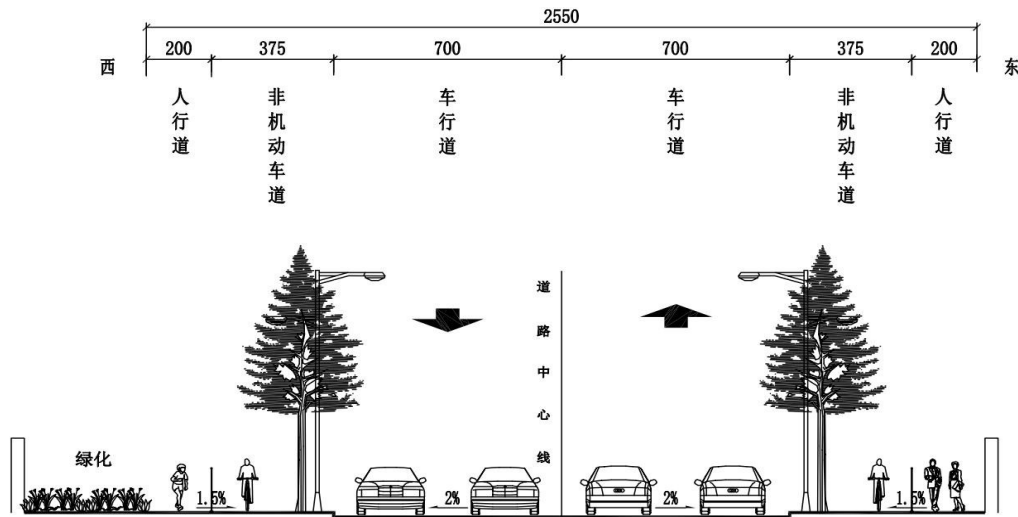 2550
200 375 700 700 375 200
西 东
人行道 非机动车道 车行道 车行道 非机动车道 人行道
道路中心线
绿化
1.5% 2% 2% 1.5%